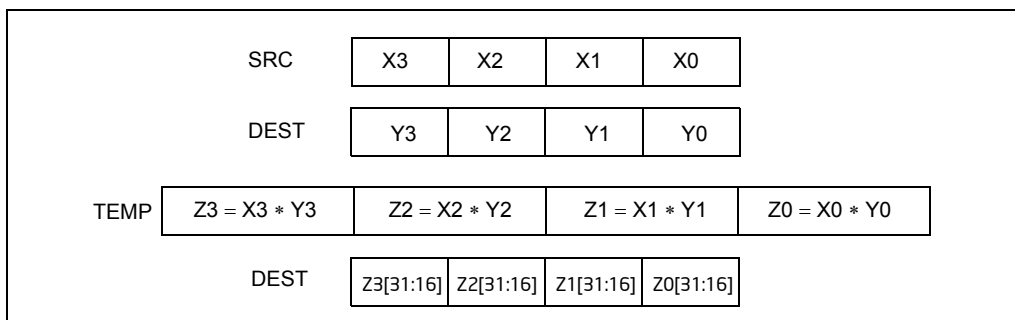 SRC X3 X2 X1 X0
DEST Y3 Y2 Y1 Y0
TEMP Z3 = X3 ∗ Y3 Z2 = X2 ∗ Y2 Z1 = X1 ∗ Y1 Z0 = X0 ∗ Y0
DEST Z3[31:16] Z2[31:16] Z1[31:16] Z0[31:16]